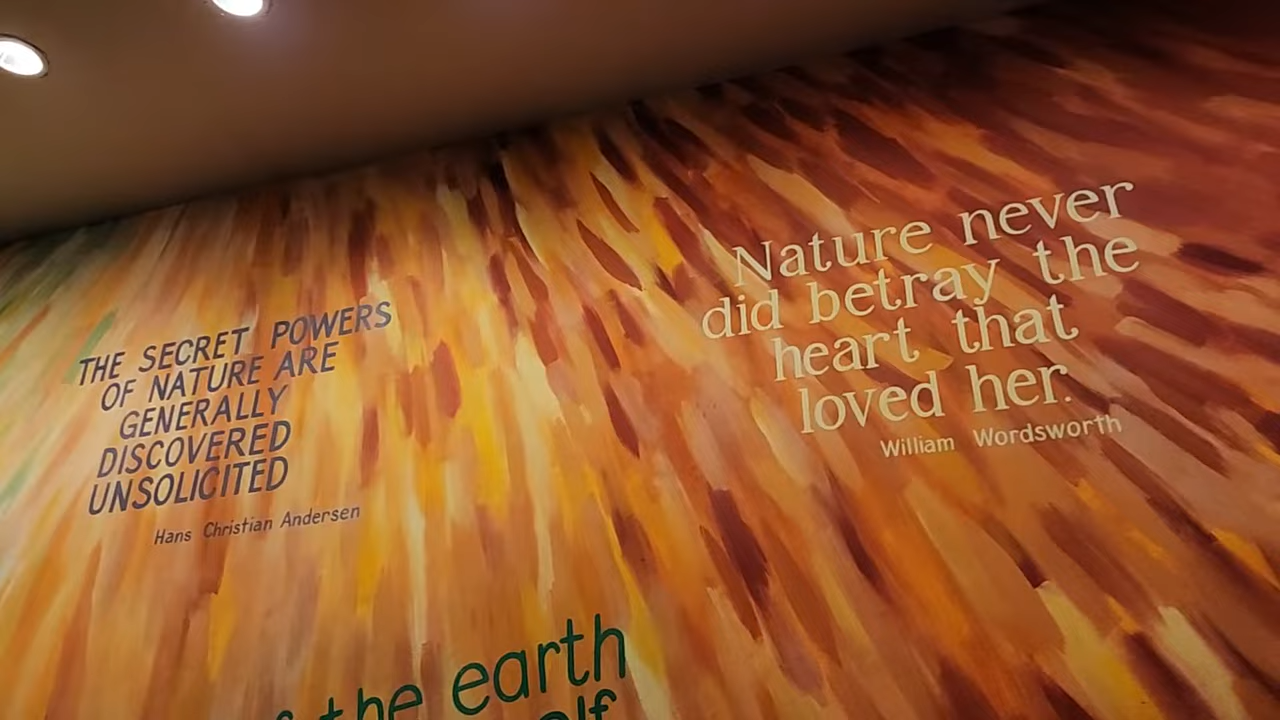 THE SECRET POWERS
OF NATURE ARE
GENERALLY
DISCOVERED
UNSOLICITED
Hans Christian Andersen
Nature never
did betray the
heart that
loved her.
William Wordsworth
the earth